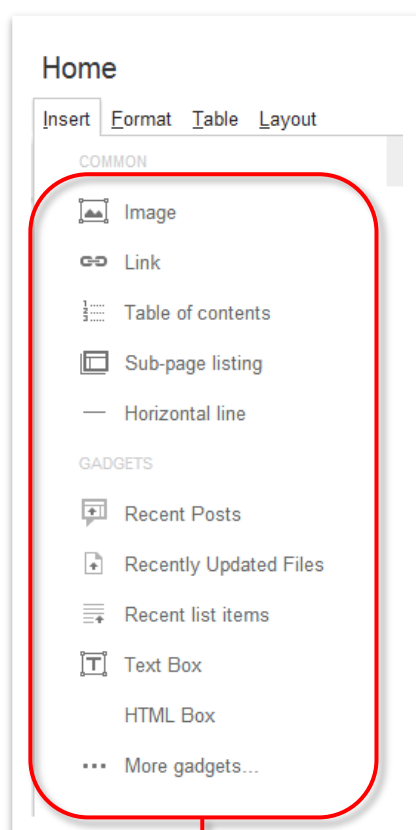 Home
Insert Format Table Layout
COMMON
Image
Link
Table of contents
Sub-page listing
Horizontal line
GADGETS
Recent Posts
Recently Updated Files
Recent list items
Text Box
HTML Box
More gadgets...